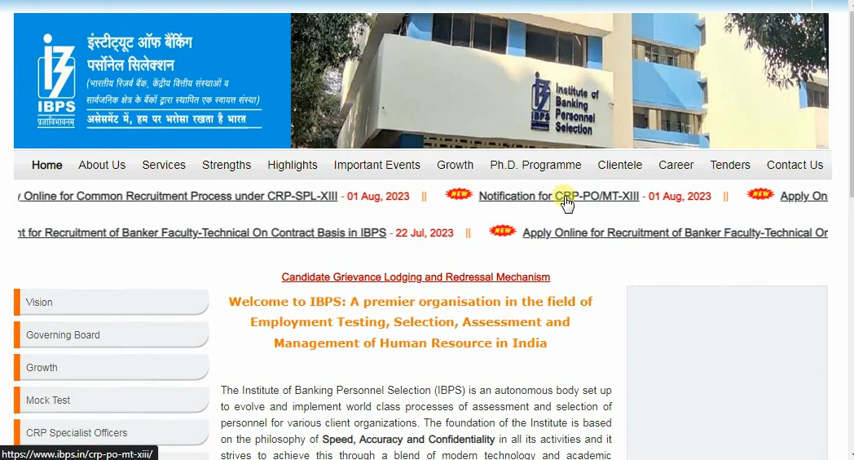 इंस्टीट्यूट ऑफ बैंकिंग
पर्सोनेल सिलेक्शन
(भारतीय रिजर्व बैंक, केंद्रीय वित्तीय संस्थाओं व
सार्वजनिक क्षेत्र के बैंकों द्वारा स्थापित एक स्वायत्त संस्था)
असेसमेंट में, हम पर भरोसा रखता है भारत
IBPS
प्रज्ञाविभावनम्
Institute of
Banking
Personnel
Selection
IBPS
Home About Us Services Strengths Highlights Important Events Growth Ph.D. Programme Clientele Career Tenders Contact Us
y Online for Common Recruitment Process under CRP-SPL-XIII - 01 Aug, 2023 || NEW Notification for CRP-PO/MT-XIII - 01 Aug, 2023 || NEW Apply On
nt for Recruitment of Banker Faculty-Technical On Contract Basis in IBPS - 22 Jul, 2023 || NEW Apply Online for Recruitment of Banker Faculty-Technical Or
Candidate Grievance Lodging and Redressal Mechanism
Vision
Governing Board
Growth
Mock Test
CRP Specialist Officers
Welcome to IBPS: A premier organisation in the field of
Employment Testing, Selection, Assessment and
Management of Human Resource in India
The Institute of Banking Personnel Selection (IBPS) is an autonomous body set up
to evolve and implement world class processes of assessment and selection of
personnel for various client organizations. The foundation of the Institute is based
on the philosophy of Speed, Accuracy and Confidentiality in all its activities and it
strives to achieve this through a blend of modern technology and academic
https://www.ibps.in/crp-po-mt-xiii/